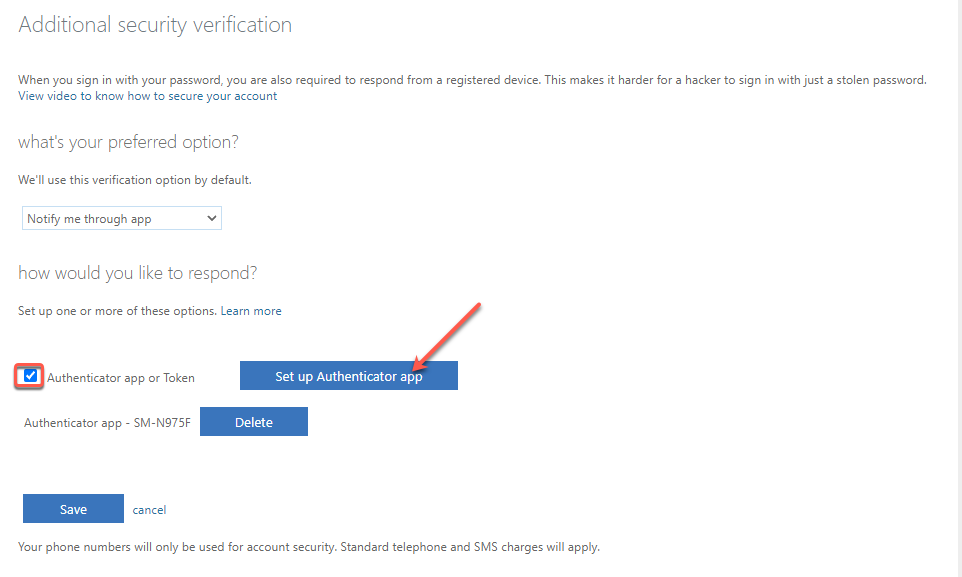 Additional security verification
When you sign in with your password, you are also required to respond from a registered device. This makes it harder for a hacker to sign in with just a stolen password.
View video to know how to secure your account
what's your preferred option?
We'll use this verification option by default.
Notify me through app
how would you like to respond?
Set up one or more of these options. Learn more
Authenticator app or Token Set up Authenticator app
Authenticator app - SM-N975F Delete
Save cancel
Your phone numbers will only be used for account security. Standard telephone and SMS charges will apply.